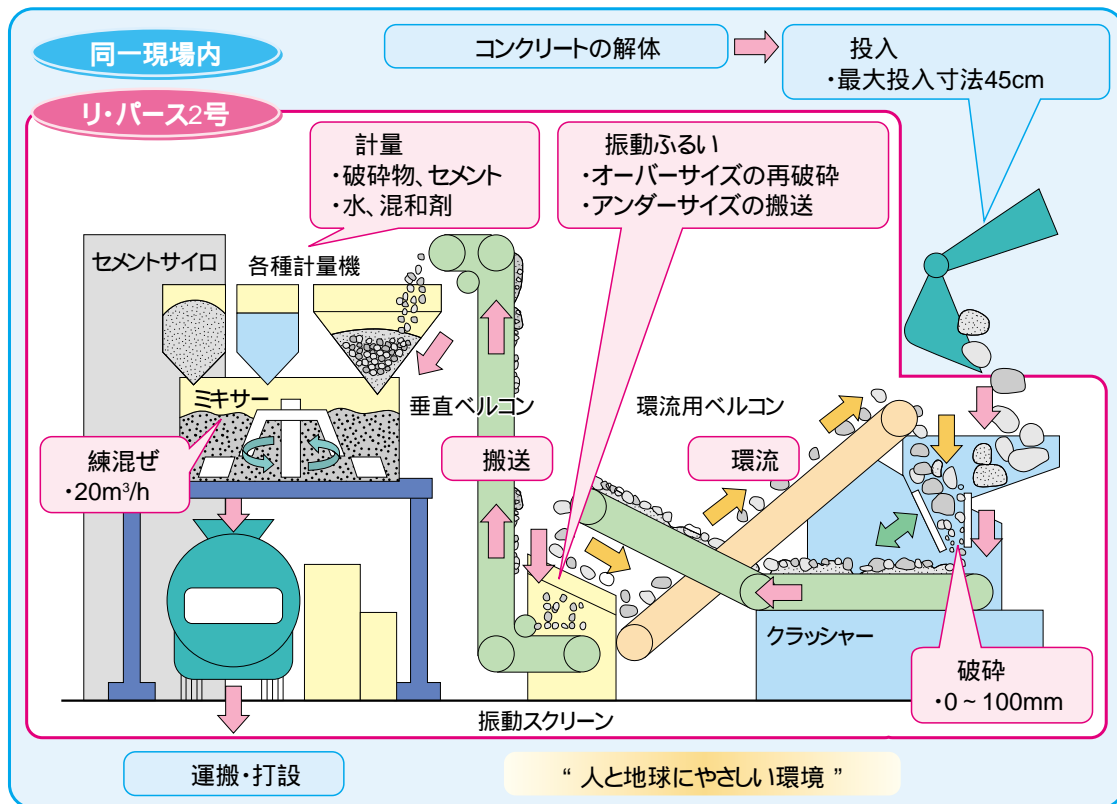 同一現場内
コンクリートの解体
投入
・最大投入寸法45cm
リ・パース2号
計量
・破砕物、セメント
・水、混和剤
振動ふるい
・オーバーサイズの再破砕
・アンダーサイズの搬送
セメントサイロ
各種計量機
ミキサー
垂直ベルコン
環流用ベルコン
練混ぜ
・20m³/h
搬送
環流
クラッシャー
破砕
・0~100mm
振動スクリーン
運搬・打設
“ 人と地球にやさしい環境 ”